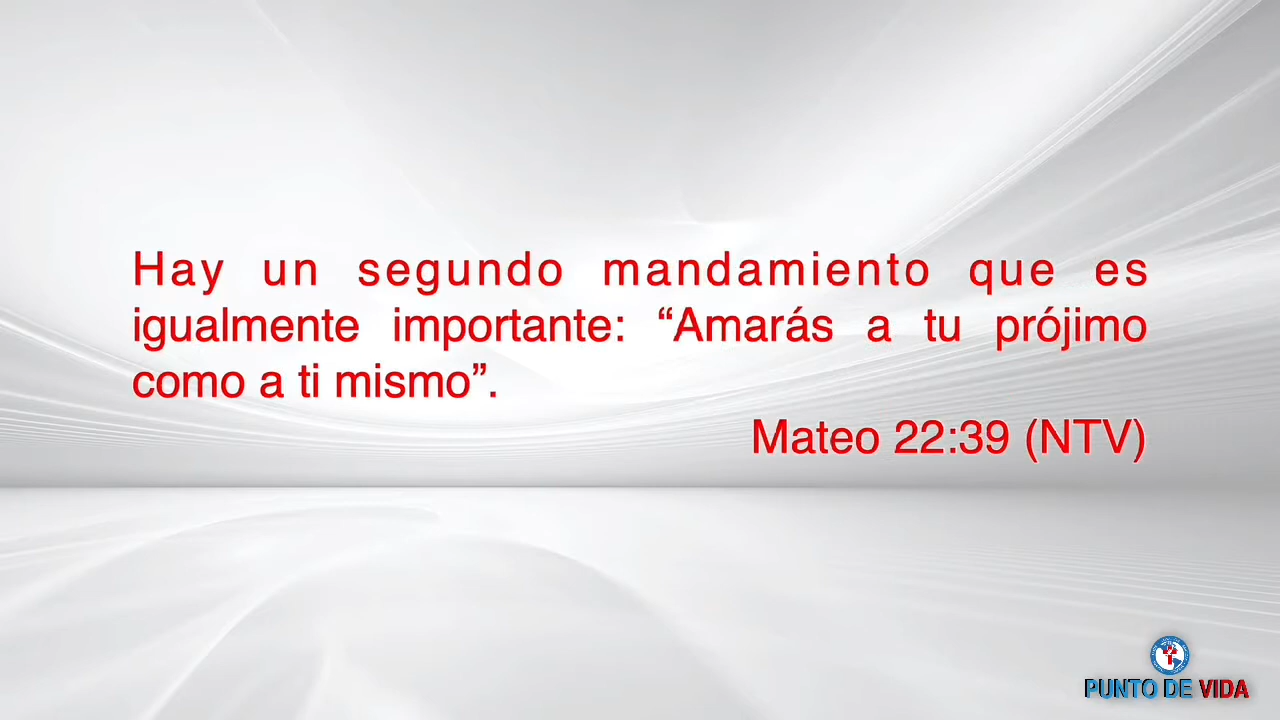 Hay un segundo mandamiento que es
igualmente importante: “Amarás a tu prójimo
como a ti mismo”.
Mateo 22:39 (NTV)
PUNTO DE VIDA